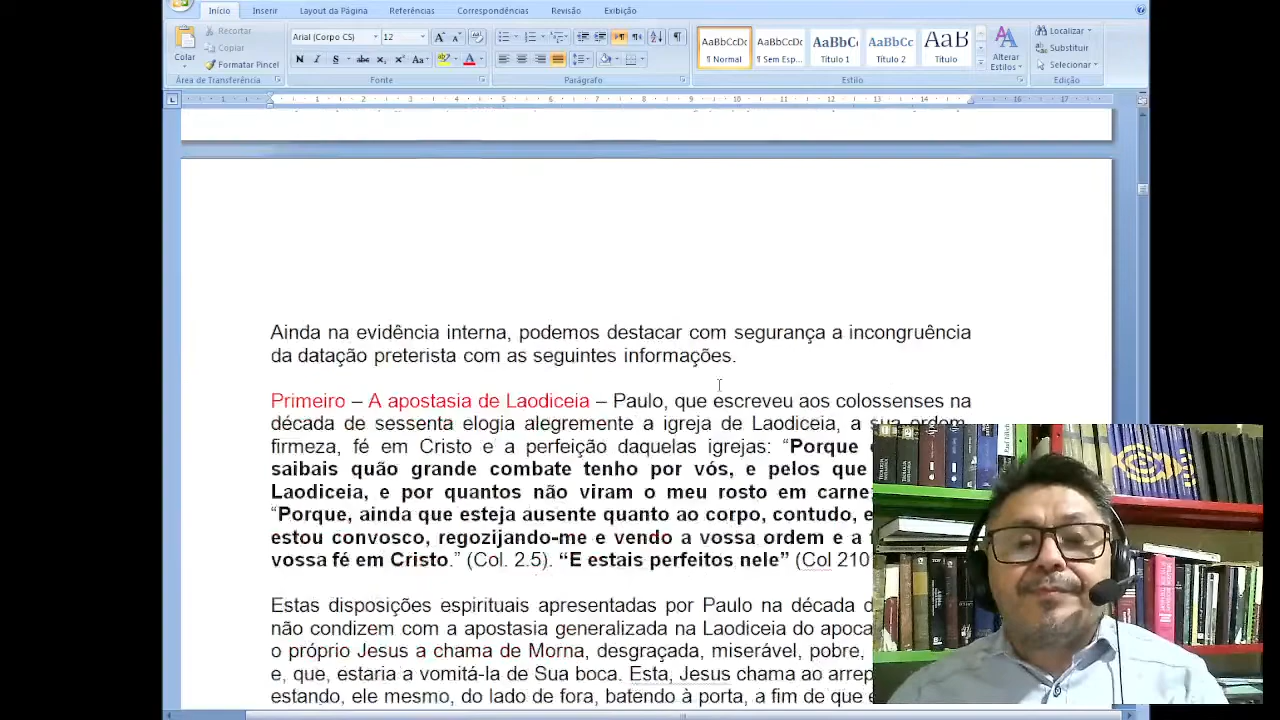 Início Inserir Layout da Página Referências Correspondências Revisão Exibição
Recortar
Copiar
Colar Formatar Pincel
Área de Transferência
Arial (Corpo CS) 12
Fonte
Parágrafo
AaBbCcDc AaBbCcDc AaBbC AaBbCc AaB
¶ Normal ¶ Sem Esp... Título 1 Título 2 Título
Alterar Estilos
Estilo
Localizar
Substituir
Selecionar
Edição
Ainda na evidência interna, podemos destacar com segurança a incongruência
da datação preterista com as seguintes informações.
Primeiro – A apostasia de Laodiceia – Paulo, que escreveu aos colossenses na
década de sessenta elogia alegremente a igreja de Laodiceia, a sua ordem,
firmeza, fé em Cristo e a perfeição daquelas igrejas: “Porque
saibais quão grande combate tenho por vós, e pelos que
Laodiceia, e por quantos não viram o meu rosto em carne
“Porque, ainda que esteja ausente quanto ao corpo, contudo, e
estou convosco, regozijando-me e vendo a vossa ordem e a
vossa fé em Cristo.” (Col. 2.5). “E estais perfeitos nele” (Col 210
Estas disposições espirituais apresentadas por Paulo na década d
não condizem com a apostasia generalizada na Laodiceia do apoca
o próprio Jesus a chama de Morna, desgraçada, miserável, pobre,
e, que, estaria a vomitá-la de Sua boca. Esta, Jesus chama ao arrep
estando, ele mesmo, do lado de fora, batendo à porta, a fim de que